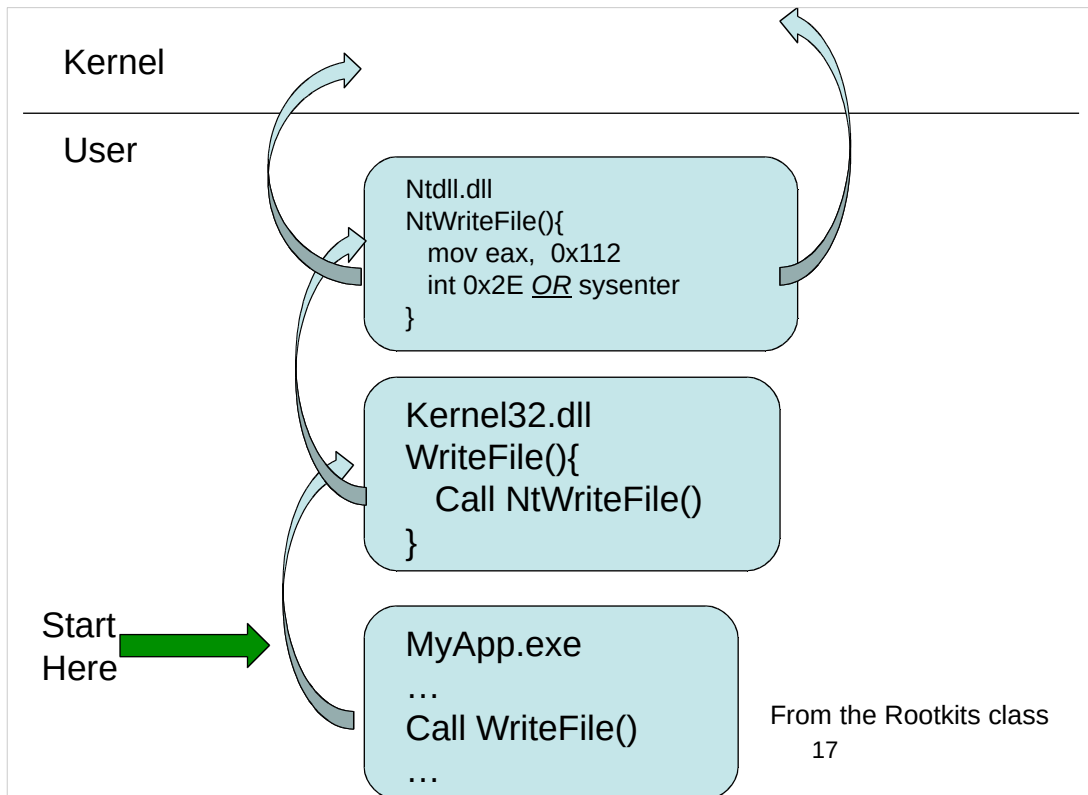 Kernel
User
Ntdll.dll
NtWriteFile(){
mov eax, 0x112
int 0x2E OR sysenter
}
Kernel32.dll
WriteFile(){
Call NtWriteFile()
}
Start
Here
MyApp.exe
…
Call WriteFile()
…
From the Rootkits class
17